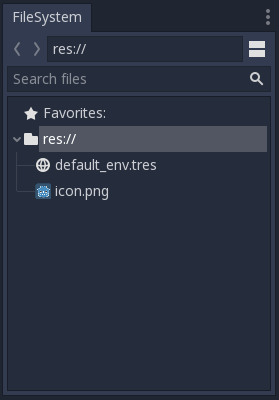 FileSystem
res://
Search files
Favorites:
res://
default_env.tres
icon.png